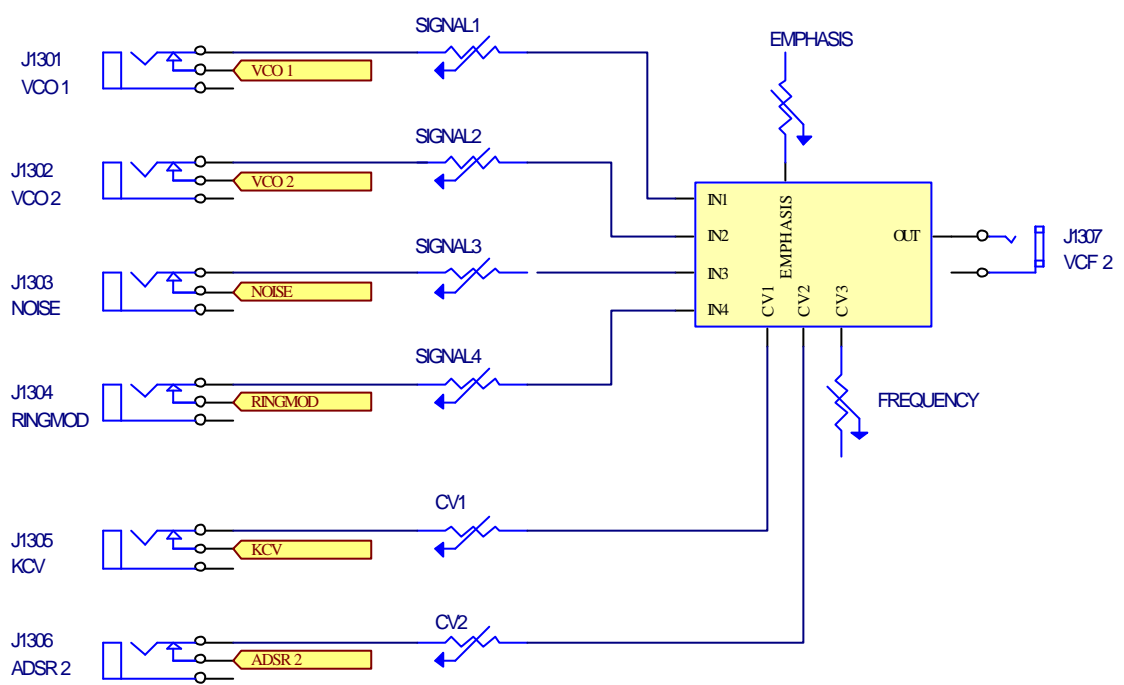 SIGNAL1
J1301
VCO 1
VCO 1
EMPHASIS
SIGNAL2
J1302
VCO 2
VCO 2
SIGNAL3
J1303
NOISE
NOISE
SIGNAL4
J1304
RINGMOD
RINGMOD
IN1
IN2
IN3
IN4
EMPHASIS
CV1
CV2
CV3
OUT
J1307
VCF 2
FREQUENCY
CV1
J1305
KCV
KCV
CV2
J1306
ADSR 2
ADSR 2